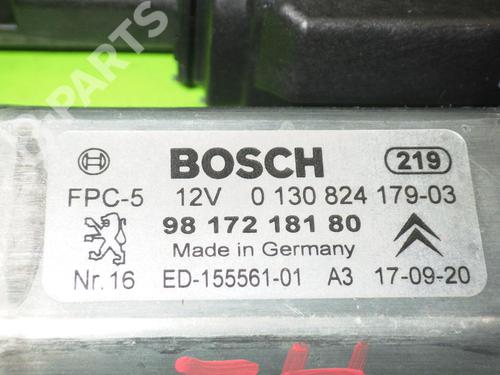 BOSCH 219
FPC-5 12V 0 130 824 179-03
98 172 181 80
Made in Germany
Nr. 16 ED-155561-01 A3 17-09-20